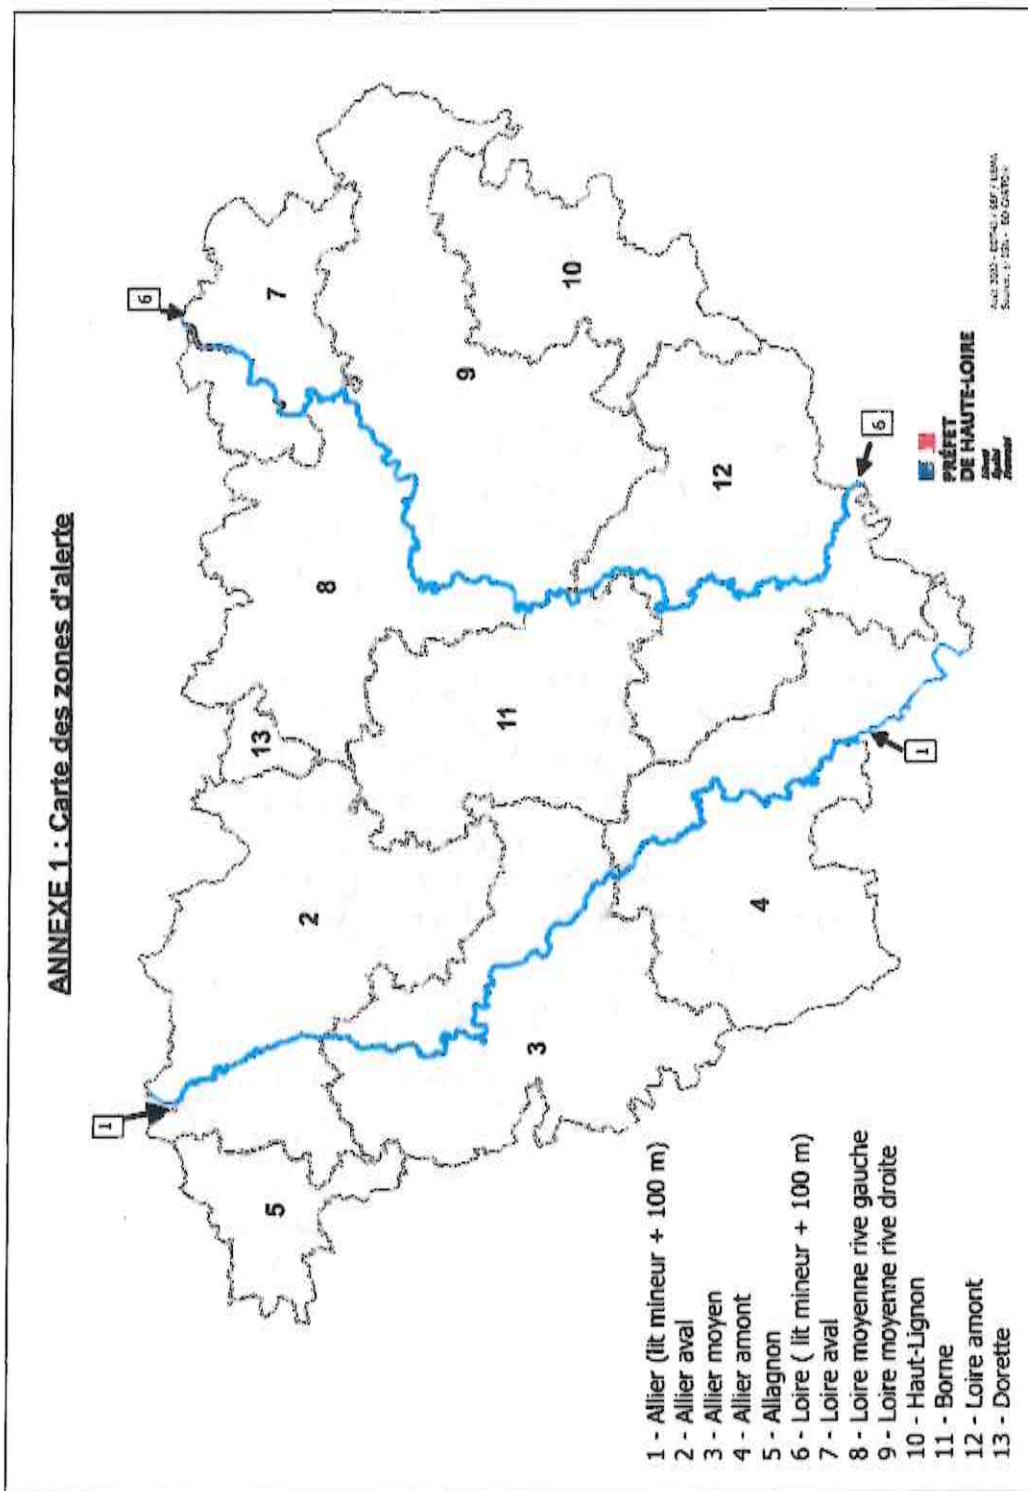 ANNEXE 1 : Carte des zones d'alerte
1
6
5
2
13
8
7
3
11
9
10
4
12
1
6
1 - Allier (lit mineur + 100 m)
2 - Allier aval
3 - Allier moyen
4 - Allier amont
5 - Allagnon
6 - Loire ( lit mineur + 100 m)
7 - Loire aval
8 - Loire moyenne rive gauche
9 - Loire moyenne rive droite
10 - Haut-Lignon
11 - Borne
12 - Loire amont
13 - Dorette
PRÉFET
DE HAUTE-LOIRE